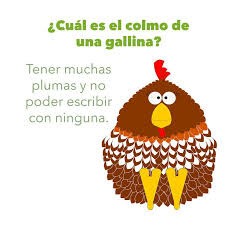 ¿Cuál es el colmo de
una gallina?
Tener muchas
plumas y no
poder escribir
con ninguna.